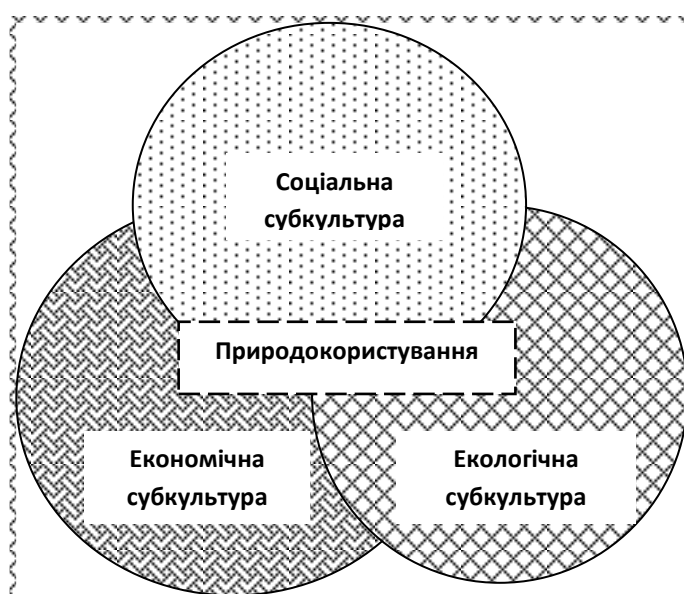 Соціальна
субкультура
Природокористування
Економічна
субкультура
Екологічна
субкультура